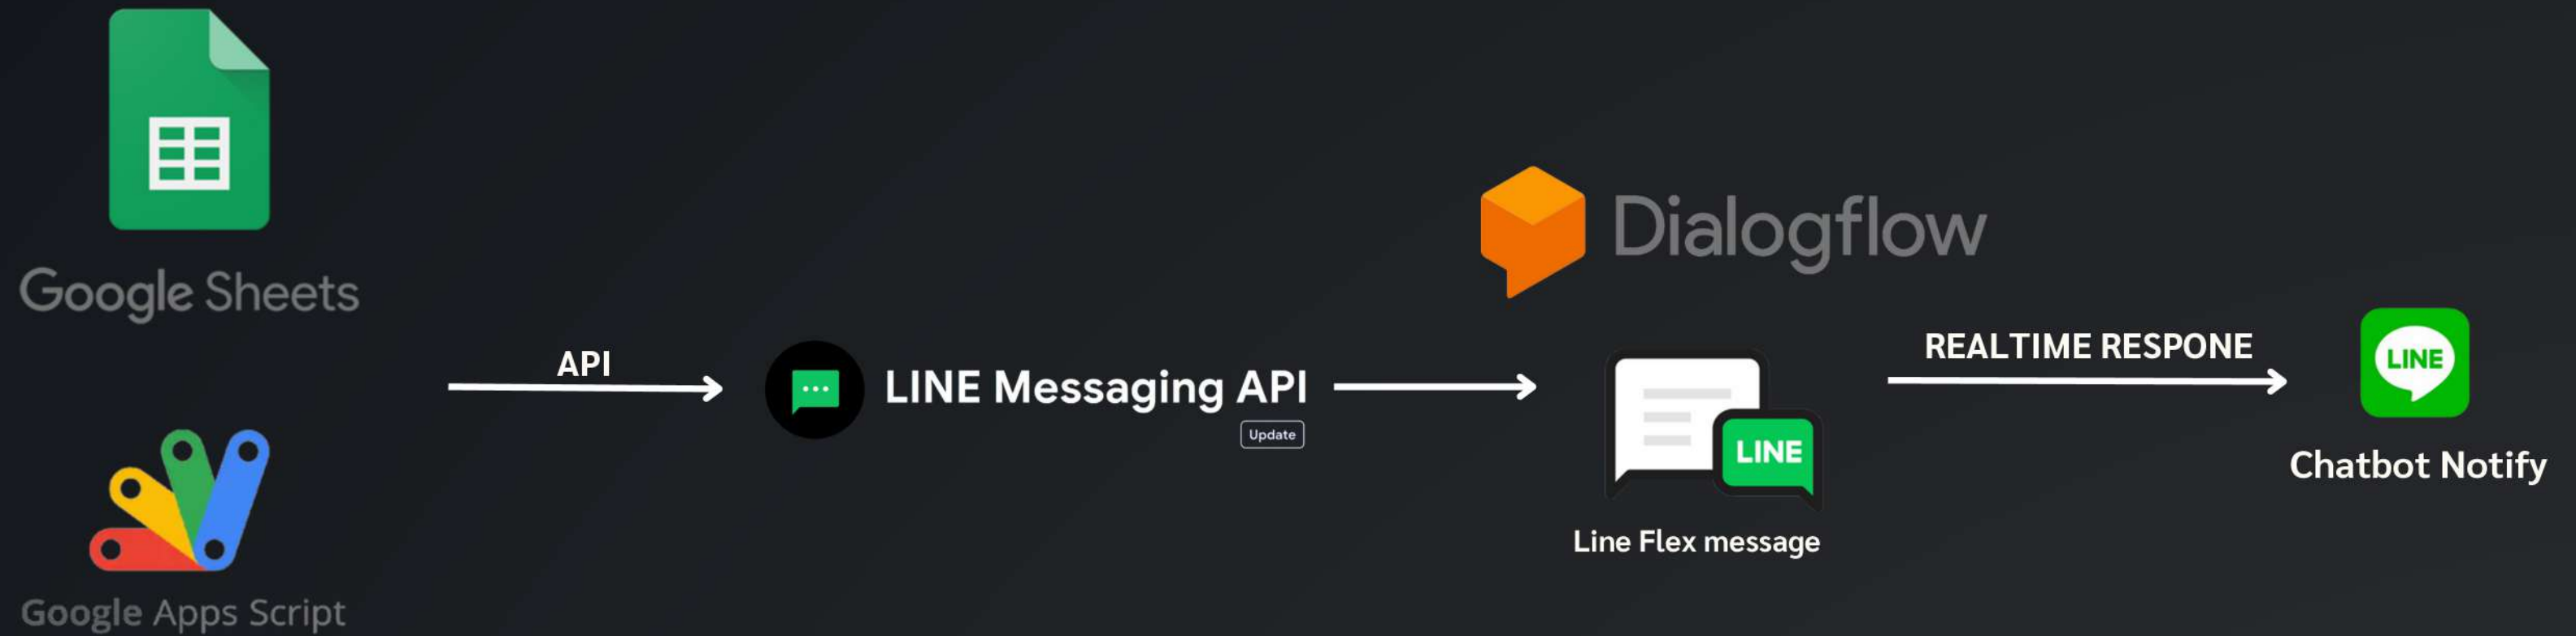 Google Sheets
Google Apps Script
API
LINE Messaging API
Update
Dialogflow
LINE
Line Flex message
REALTIME RESPONE
LINE
Chatbot Notify